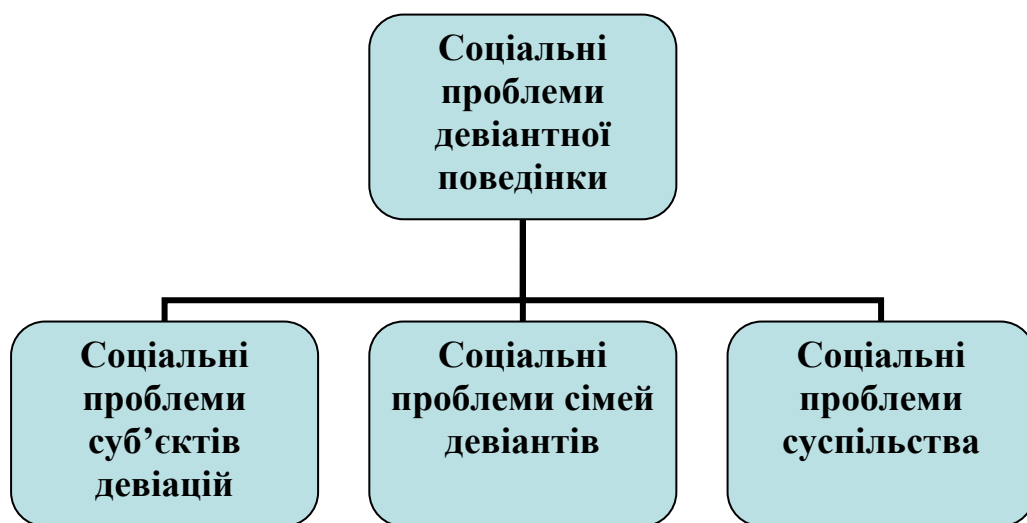 Соціальні
проблеми
девіантної
поведінки
Соціальні
проблеми
суб’єктів
девіацій
Соціальні
проблеми сімей
девіантів
Соціальні
проблеми
суспільства